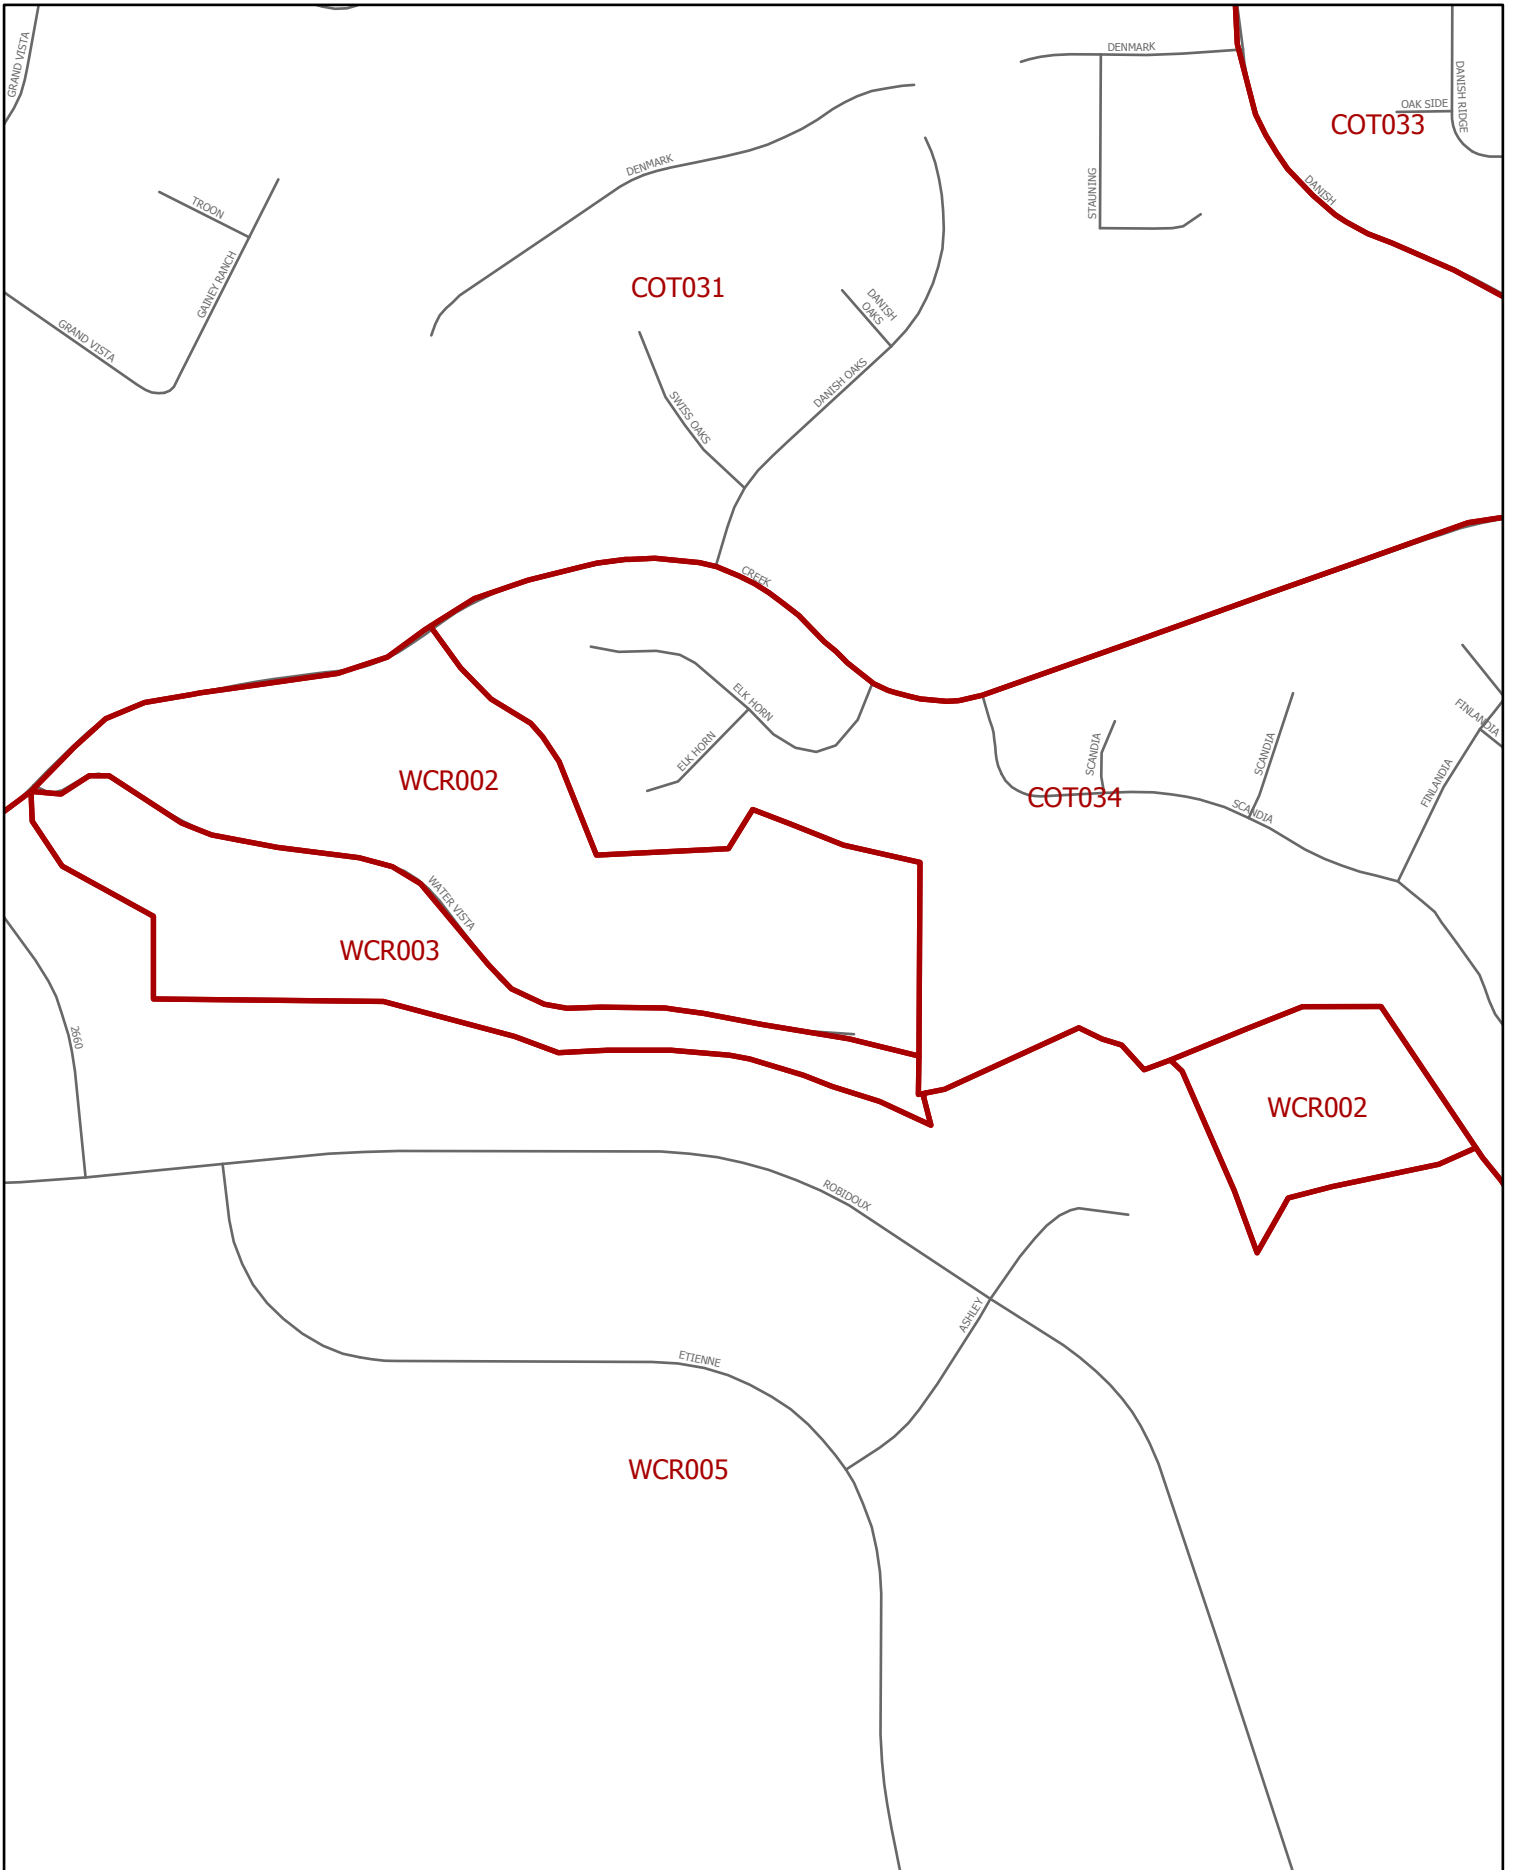 GRAND VISTA
DENMARK
DANISH RIDGE
OAK SIDE
COT033
DENMARK
STAUNING
DANISH
TROON
GAINEY RANCH
COT031
DANISH
OAKS
GRAND VISTA
DANISH OAKS
SWISS OAKS
CREEK
ELK HORN
ELK HORN
FINLANDIA
SCANDIA
SCANDIA
FINLANDIA
WCR002
COT034
SCANDIA
WATER VISTA
WCR003
2660
WCR002
ROBIDOUX
ASHLEY
ETIENNE
WCR005